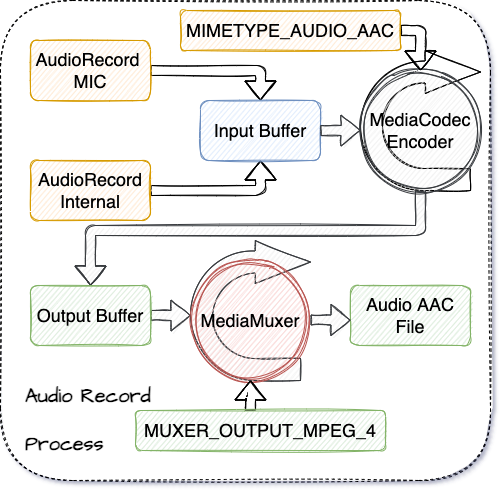 MIMETYPE_AUDIO_AAC
AudioRecord
MIC
MediaCodec
Encoder
Input Buffer
AudioRecord
Internal
Output Buffer
MediaMuxer
Audio AAC
File
Audio Record
Process
MUXER_OUTPUT_MPEG_4